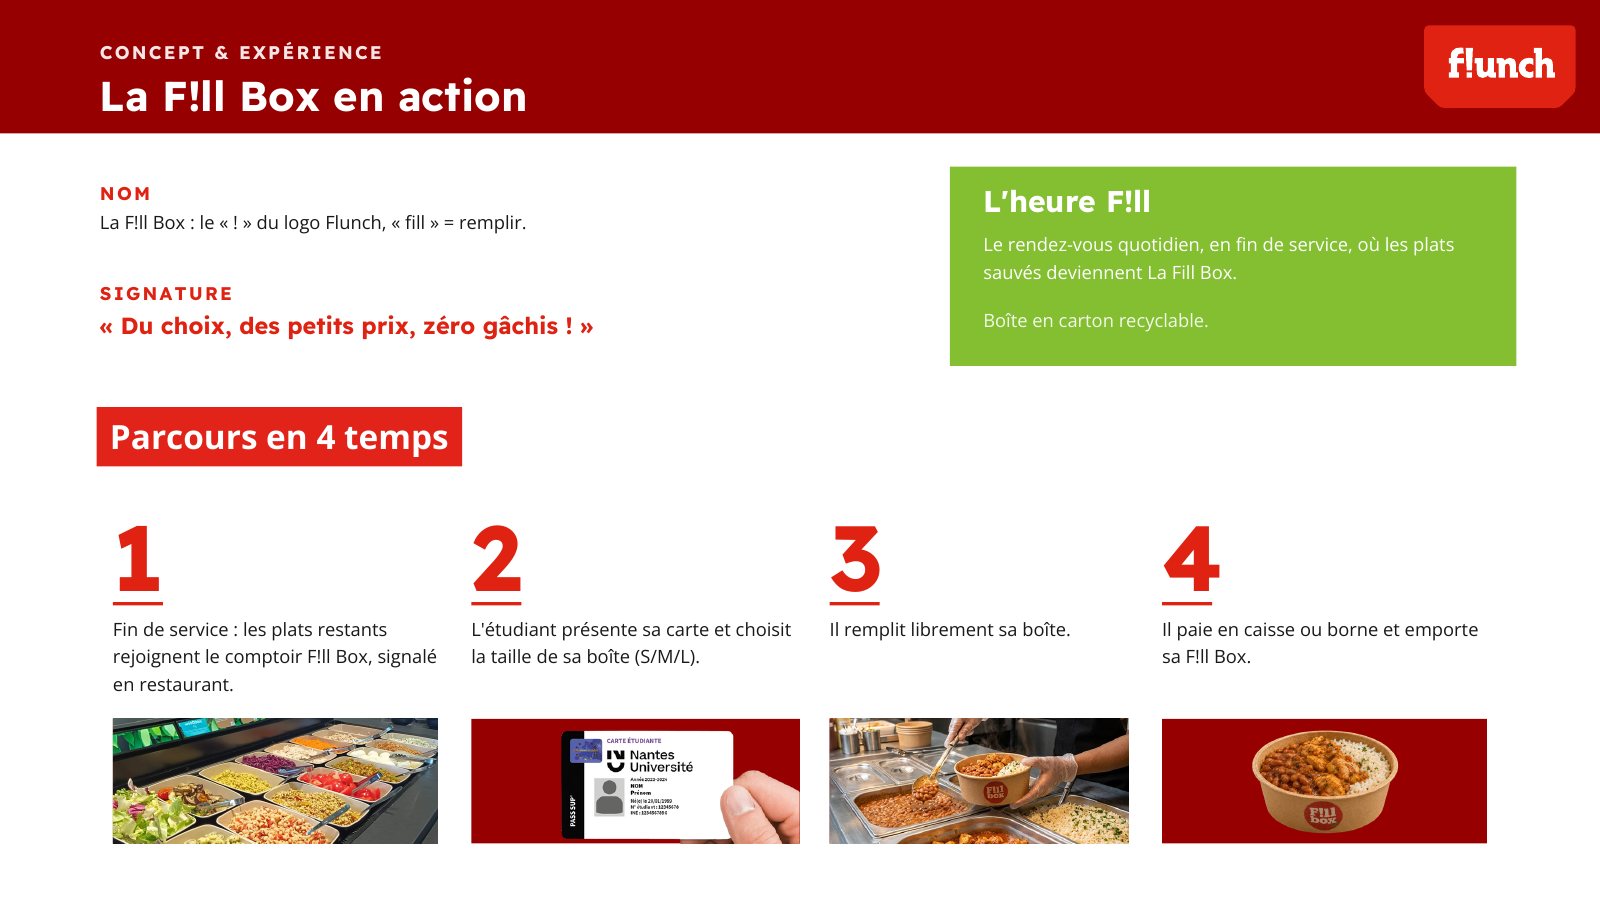 CONCEPT & EXPÉRIENCE
La F!ll Box en action
f!unch
NOM
La F!ll Box : le « ! » du logo Flunch, « fill » = remplir.
SIGNATURE
« Du choix, des petits prix, zéro gâchis ! »
L'heure F!ll
Le rendez-vous quotidien, en fin de service, où les plats
sauvés deviennent La Fill Box.
Boîte en carton recyclable.
Parcours en 4 temps
1
Fin de service : les plats restants
rejoignent le comptoir F!ll Box, signalé
en restaurant.
2
L'étudiant présente sa carte et choisit
la taille de sa boîte (S/M/L).
3
Il remplit librement sa boîte.
4
Il paie en caisse ou borne et emporte
sa F!ll Box.
CARTE ÉTUDIANTE
Nantes
Université
PASS SUP'
Année 2023-2024
NOM
Prénom
F!ll
box
F!ll
box